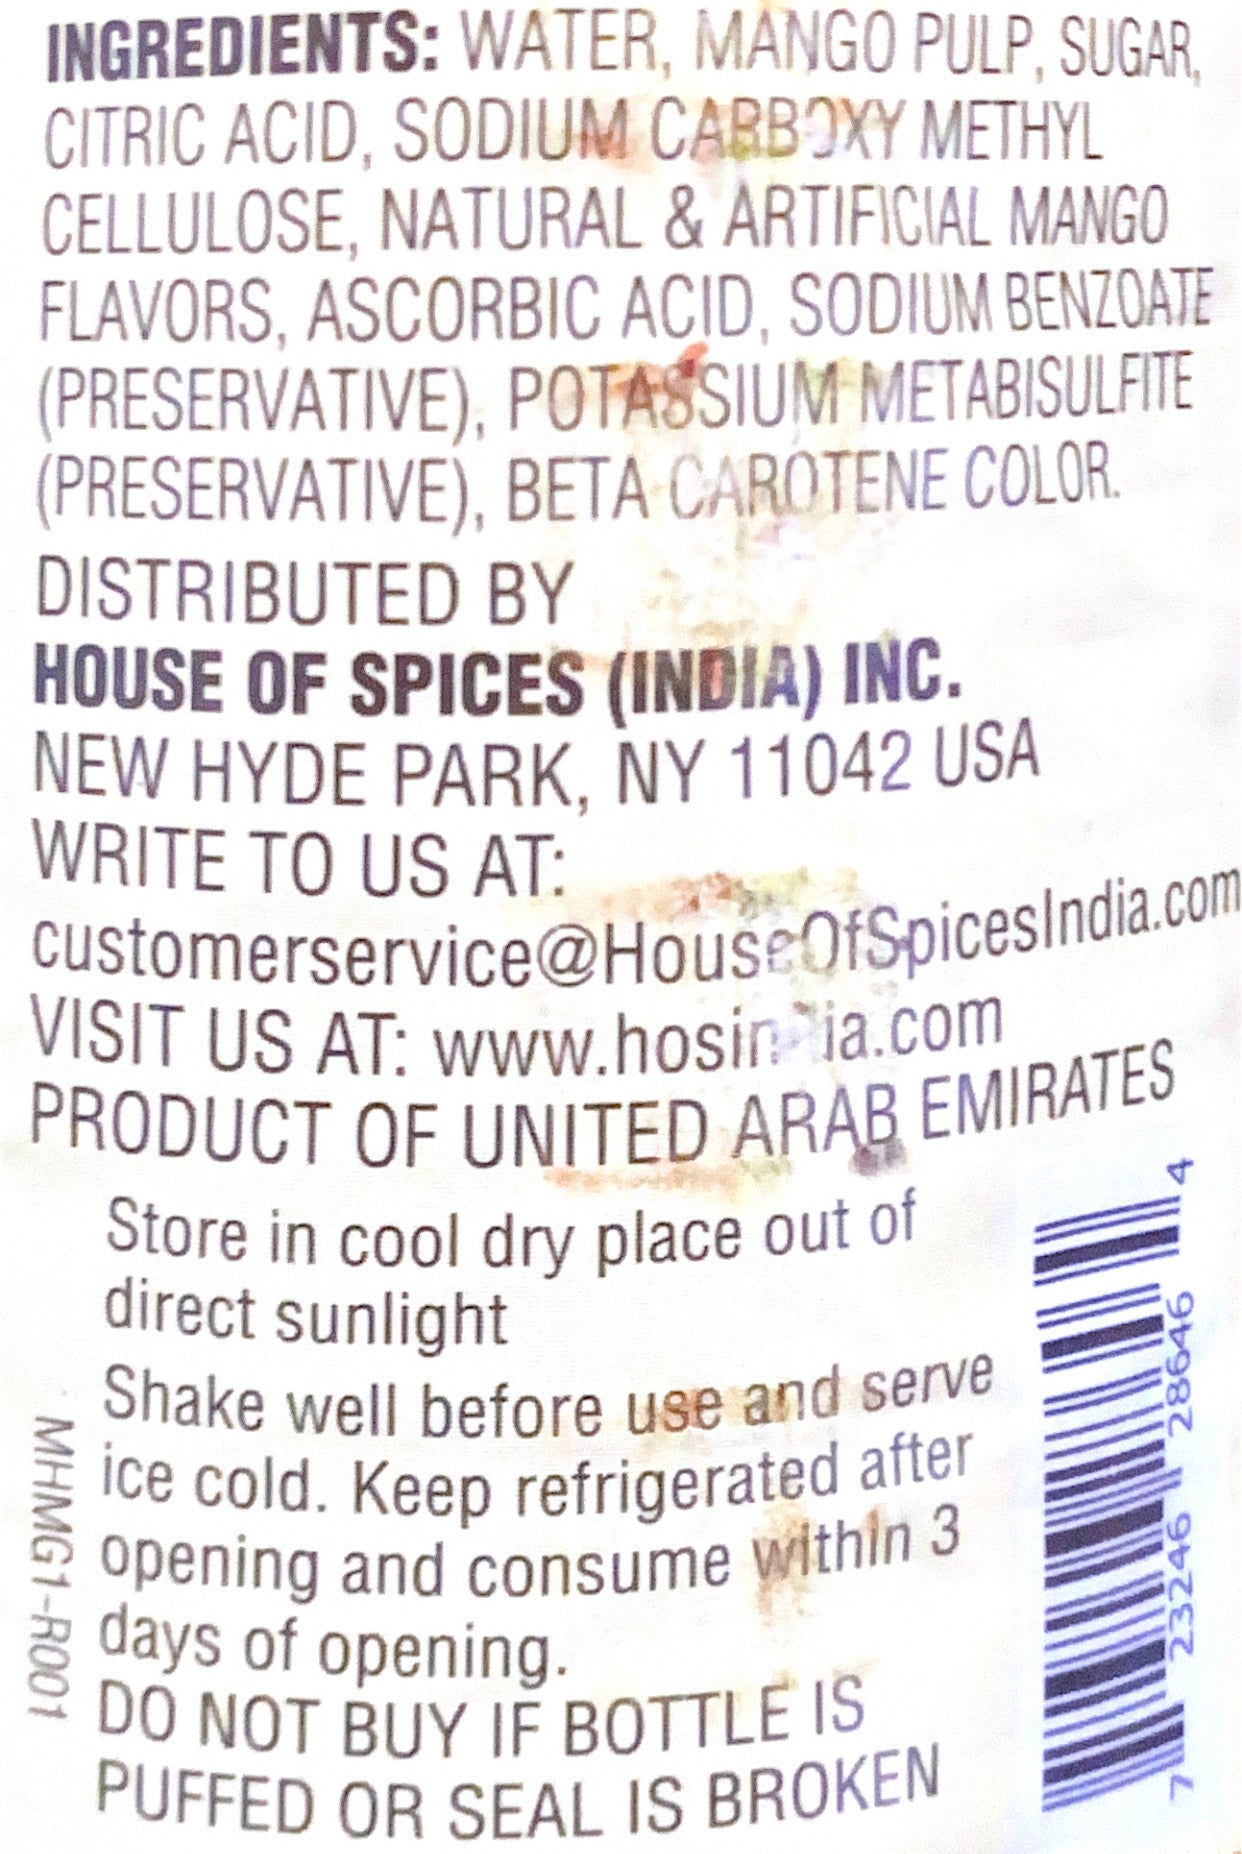 INGREDIENTS: WATER, MANGO PULP, SUGAR,
CITRIC ACID, SODIUM CARBOXY METHYL
CELLULOSE, NATURAL & ARTIFICIAL MANGO
FLAVORS, ASCORBIC ACID, SODIUM BENZOATE
(PRESERVATIVE), POTASSIUM METABISULFITE
(PRESERVATIVE), BETA CAROTENE COLOR.
DISTRIBUTED BY
HOUSE OF SPICES (INDIA) INC.
NEW HYDE PARK, NY 11042 USA
WRITE TO US AT:
customerservice@HouseOfSpicesIndia.com
VISIT US AT: www.hosindia.com
PRODUCT OF UNITED ARAB EMIRATES
Store in cool dry place out of
direct sunlight
Shake well before use and serve
ice cold. Keep refrigerated after
opening and consume within 3
days of opening.
DO NOT BUY IF BOTTLE IS
PUFFED OR SEAL IS BROKEN
MHMG1-R001
7 23246 28646 4